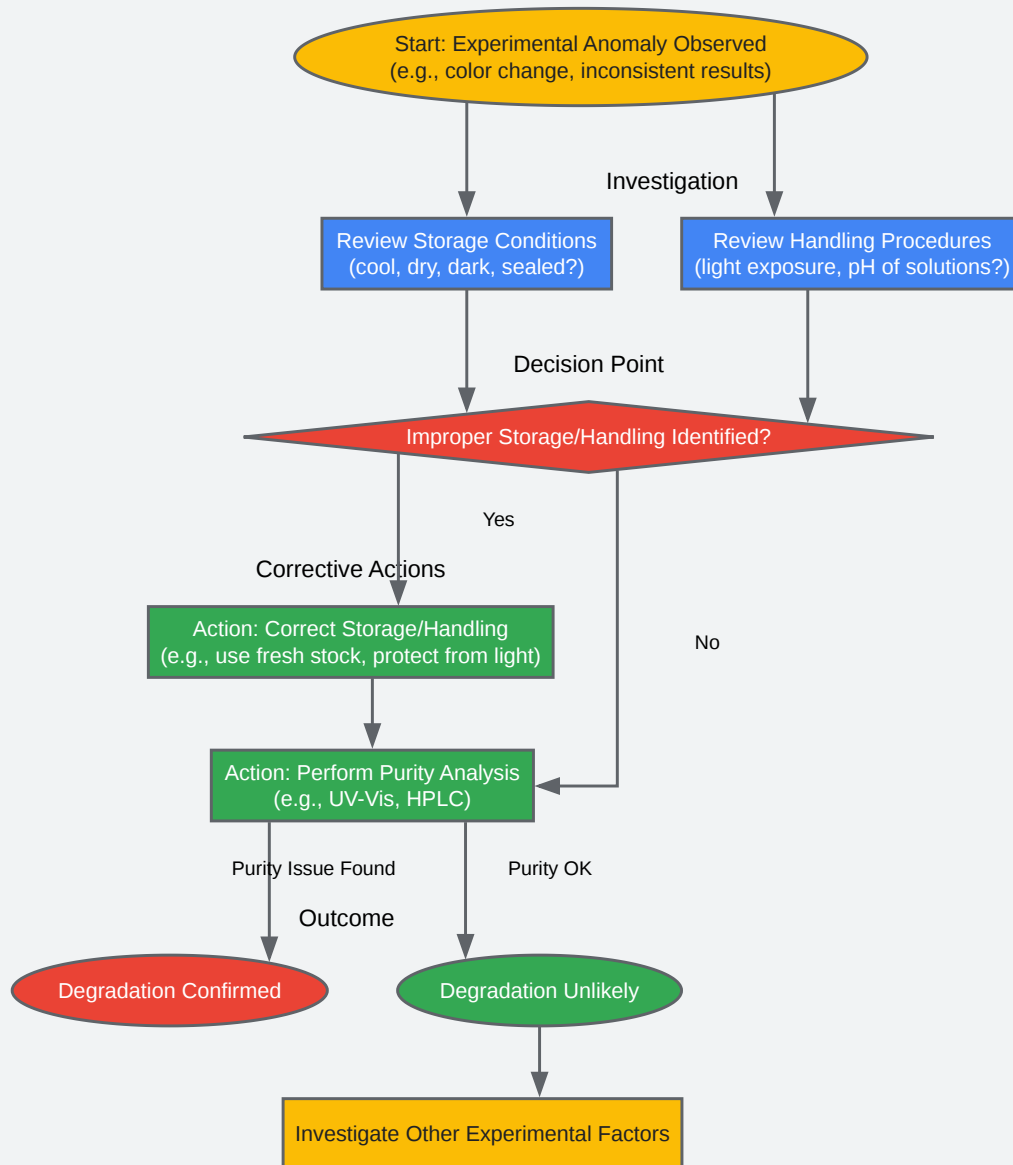 Start: Experimental Anomaly Observed
(e.g., color change, inconsistent results)
Investigation
Review Storage Conditions
(cool, dry, dark, sealed?)
Review Handling Procedures
(light exposure, pH of solutions?)
Decision Point
Improper Storage/Handling Identified?
Yes
Corrective Actions
Action: Correct Storage/Handling
(e.g., use fresh stock, protect from light)
No
Action: Perform Purity Analysis
(e.g., UV-Vis, HPLC)
Purity Issue Found
Purity OK
Outcome
Degradation Confirmed
Degradation Unlikely
Investigate Other Experimental Factors